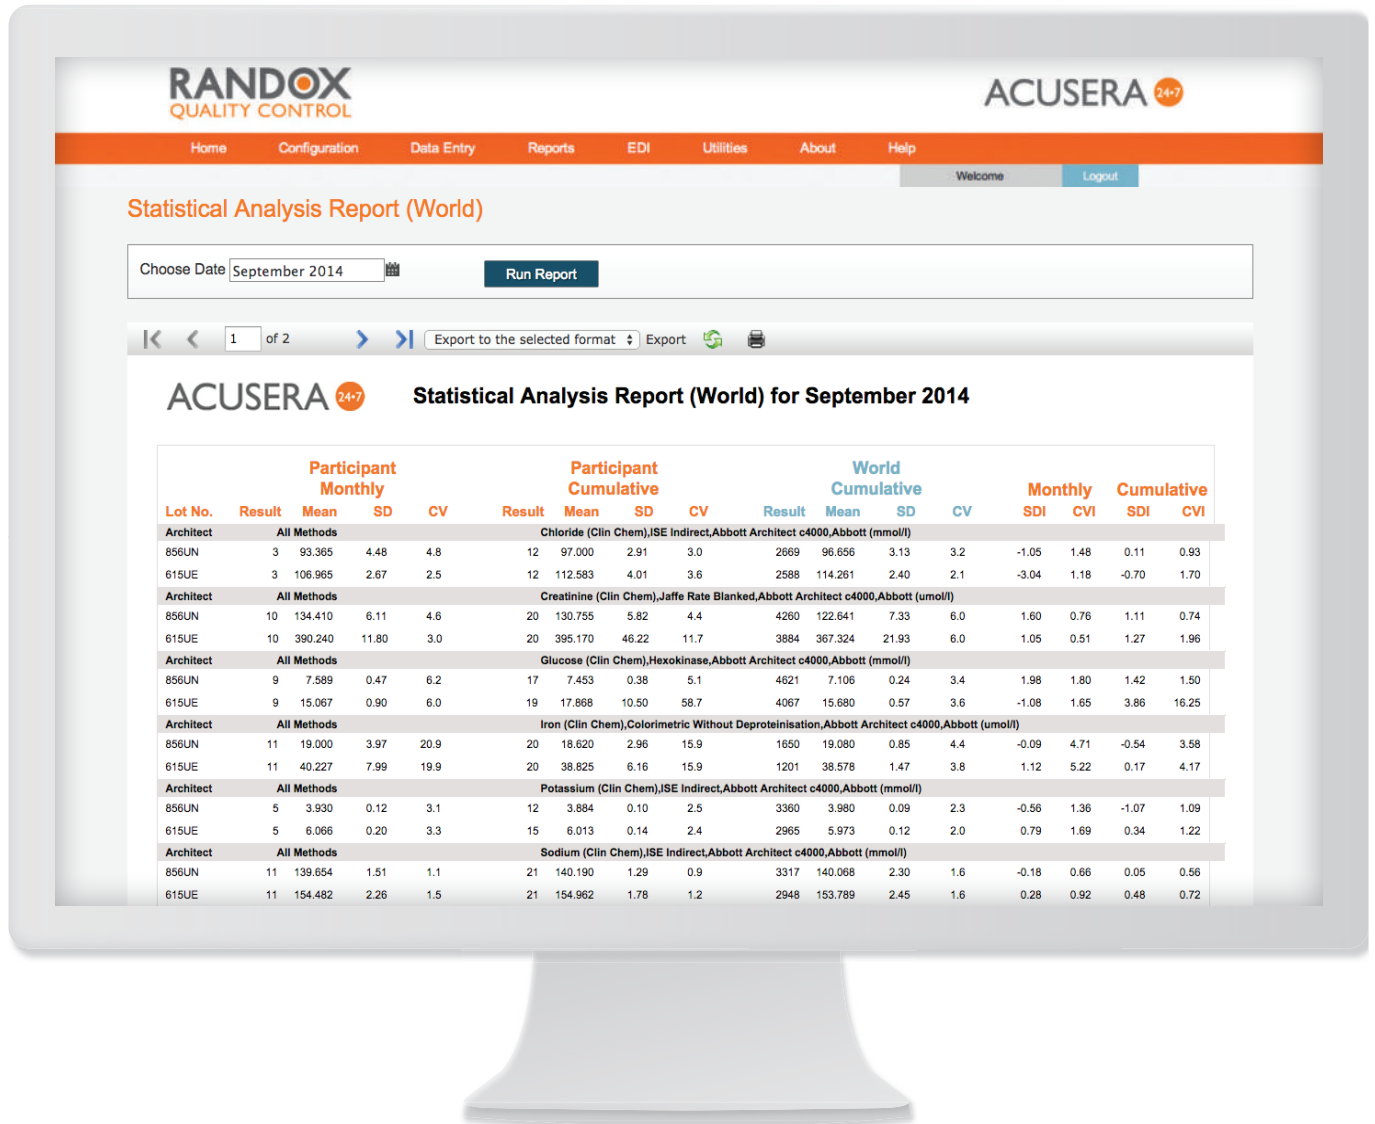 RANDOX
QUALITY CONTROL
ACUSERA 24•7
Home Configuration Data Entry Reports EDI Utilities About Help
Welcome Logout
Statistical Analysis Report (World)
Choose Date September 2014 Run Report
1 of 2 Export to the selected format Export
ACUSERA 24•7 Statistical Analysis Report (World) for September 2014
Participant Participant World
Monthly Cumulative Cumulative Monthly Cumulative
Lot No. Result Mean SD CV Result Mean SD CV Result Mean SD CV SDI CVI SDI CVI
Architect All Methods Chloride (Clin Chem),ISE Indirect,Abbott Architect c4000,Abbott (mmol/l)
856UN 3 93.365 4.48 4.8 12 97.000 2.91 3.0 2669 96.656 3.13 3.2 -1.05 1.48 0.11 0.93
615UE 3 106.965 2.67 2.5 12 112.583 4.01 3.6 2588 114.261 2.40 2.1 -3.04 1.18 -0.70 1.70
Architect All Methods Creatinine (Clin Chem),Jaffe Rate Blanked,Abbott Architect c4000,Abbott (umol/l)
856UN 10 134.410 6.11 4.6 20 130.755 5.82 4.4 4260 122.641 7.33 6.0 1.60 0.76 1.11 0.74
615UE 10 390.240 11.80 3.0 20 395.170 46.22 11.7 3884 367.324 21.93 6.0 1.05 0.51 1.27 1.96
Architect All Methods Glucose (Clin Chem),Hexokinase,Abbott Architect c4000,Abbott (mmol/l)
856UN 9 7.589 0.47 6.2 17 7.453 0.38 5.1 4621 7.106 0.24 3.4 1.98 1.80 1.42 1.50
615UE 9 15.067 0.90 6.0 19 17.868 10.50 58.7 4067 15.680 0.57 3.6 -1.08 1.65 3.86 16.25
Architect All Methods Iron (Clin Chem),Colorimetric Without Deproteinisation,Abbott Architect c4000,Abbott (umol/l)
856UN 11 19.000 3.97 20.9 20 18.620 2.96 15.9 1650 19.080 0.85 4.4 -0.09 4.71 -0.54 3.58
615UE 11 40.227 7.99 19.9 20 38.825 6.16 15.9 1201 38.578 1.47 3.8 1.12 5.22 0.17 4.17
Architect All Methods Potassium (Clin Chem),ISE Indirect,Abbott Architect c4000,Abbott (mmol/l)
856UN 5 3.930 0.12 3.1 12 3.884 0.10 2.5 3360 3.980 0.09 2.3 -0.56 1.36 -1.07 1.09
615UE 5 6.066 0.20 3.3 15 6.013 0.14 2.4 2965 5.973 0.12 2.0 0.79 1.69 0.34 1.22
Architect All Methods Sodium (Clin Chem),ISE Indirect,Abbott Architect c4000,Abbott (mmol/l)
856UN 11 139.654 1.51 1.1 21 140.190 1.29 0.9 3317 140.068 2.30 1.6 -0.18 0.66 0.05 0.56
615UE 11 154.482 2.26 1.5 21 154.962 1.78 1.2 2948 153.789 2.45 1.6 0.28 0.92 0.48 0.72